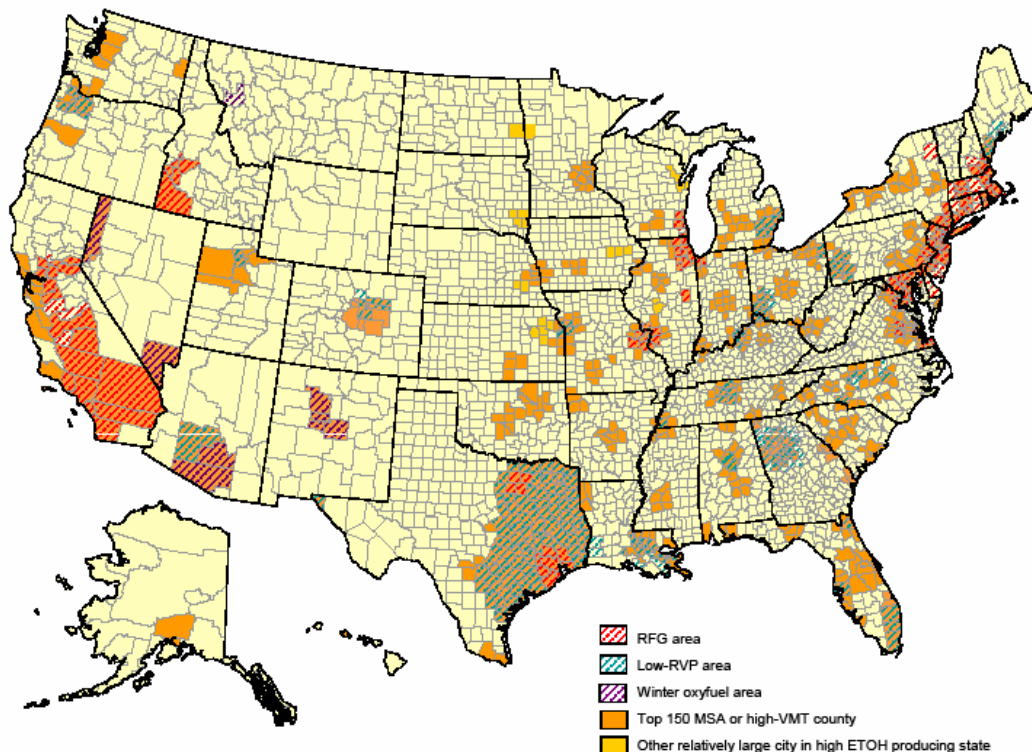 RFG area
Low-RVP area
Winter oxyfuel area
Top 150 MSA or high-VMT county
Other relatively large city in high ETOH producing state